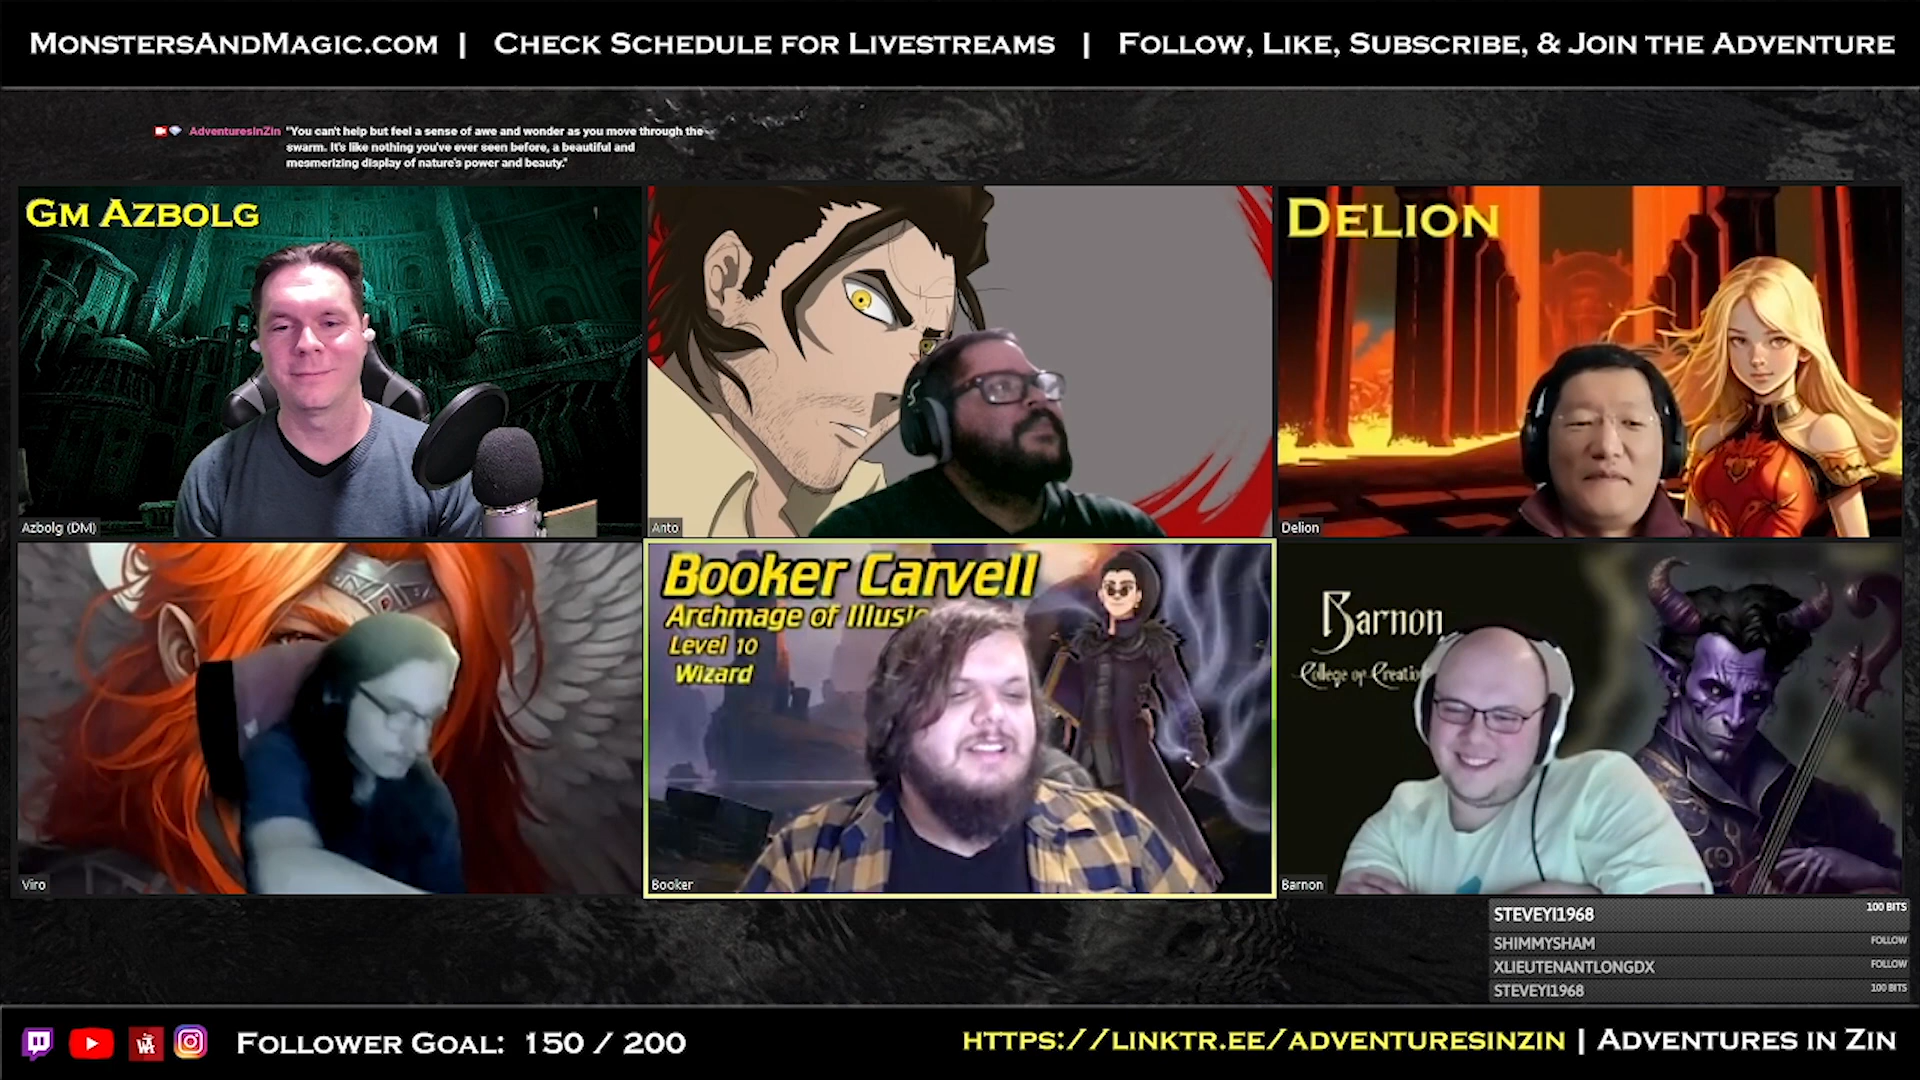 MonstersAndMagic.com | Check Schedule for Livestreams | Follow, Like, Subscribe, & Join the Adventure
AdventuresInZin "You can't help but feel a sense of awe and wonder as you move through the
swarm. It's like nothing you've ever seen before, a beautiful and
mesmerizing display of nature's power and beauty."
GM AZBOLG
Azbolg (DM)
Anto
DELION
Delion
Viro
Booker Carvell
Archmage of Illusi
Level 10
Wizard
Booker
Barnon
College of Creatio
Barnon
STEVEYI1968 100 BITS
SHIMMYSHAM FOLLOW
XLIEUTENANTLONGDX FOLLOW
STEVEYI1968 100 BITS
Follower Goal: 150 / 200
https://linktr.ee/adventuresinzin | Adventures in Zin